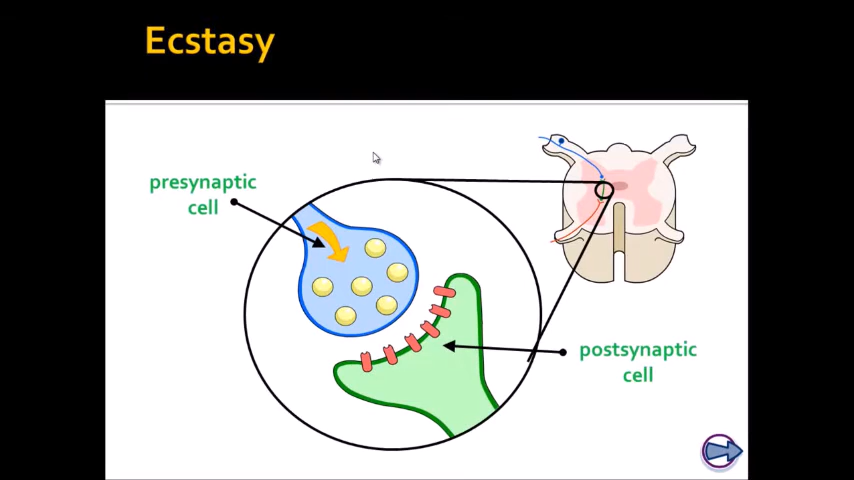 Ecstasy
presynaptic
cell
postsynaptic
cell